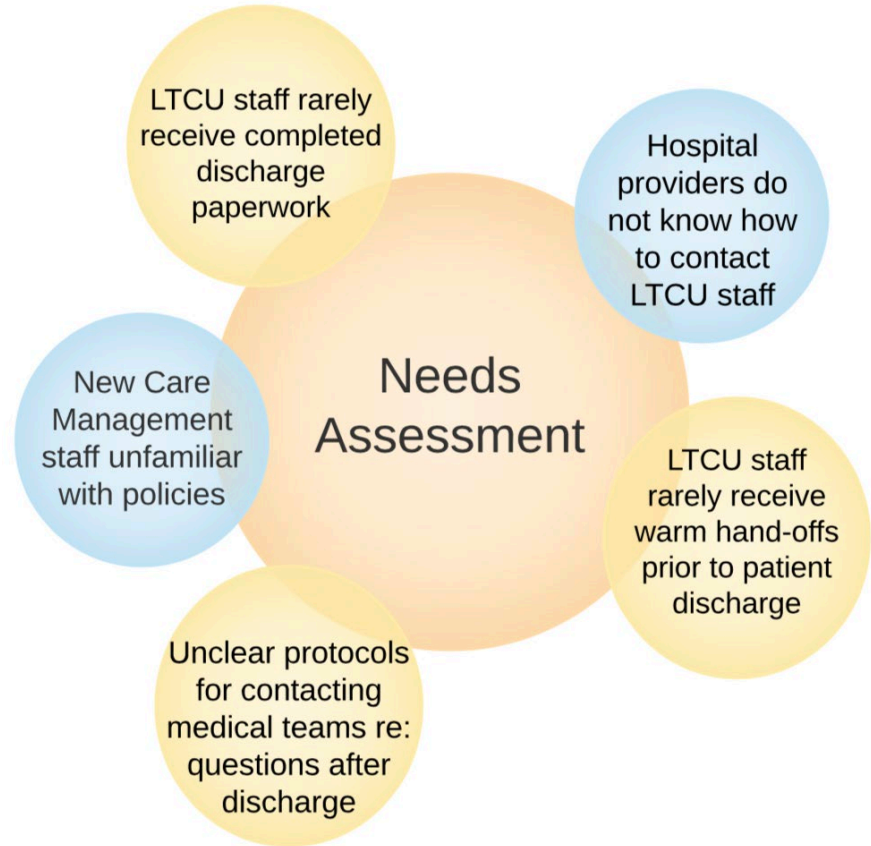 LTCU staff rarely
receive completed
discharge
paperwork
Hospital
providers do
not know how
to contact
LTCU staff
Needs
Assessment
New Care
Management
staff unfamiliar
with policies
LTCU staff
rarely receive
warm hand-offs
prior to patient
discharge
Unclear protocols
for contacting
medical teams re:
questions after
discharge